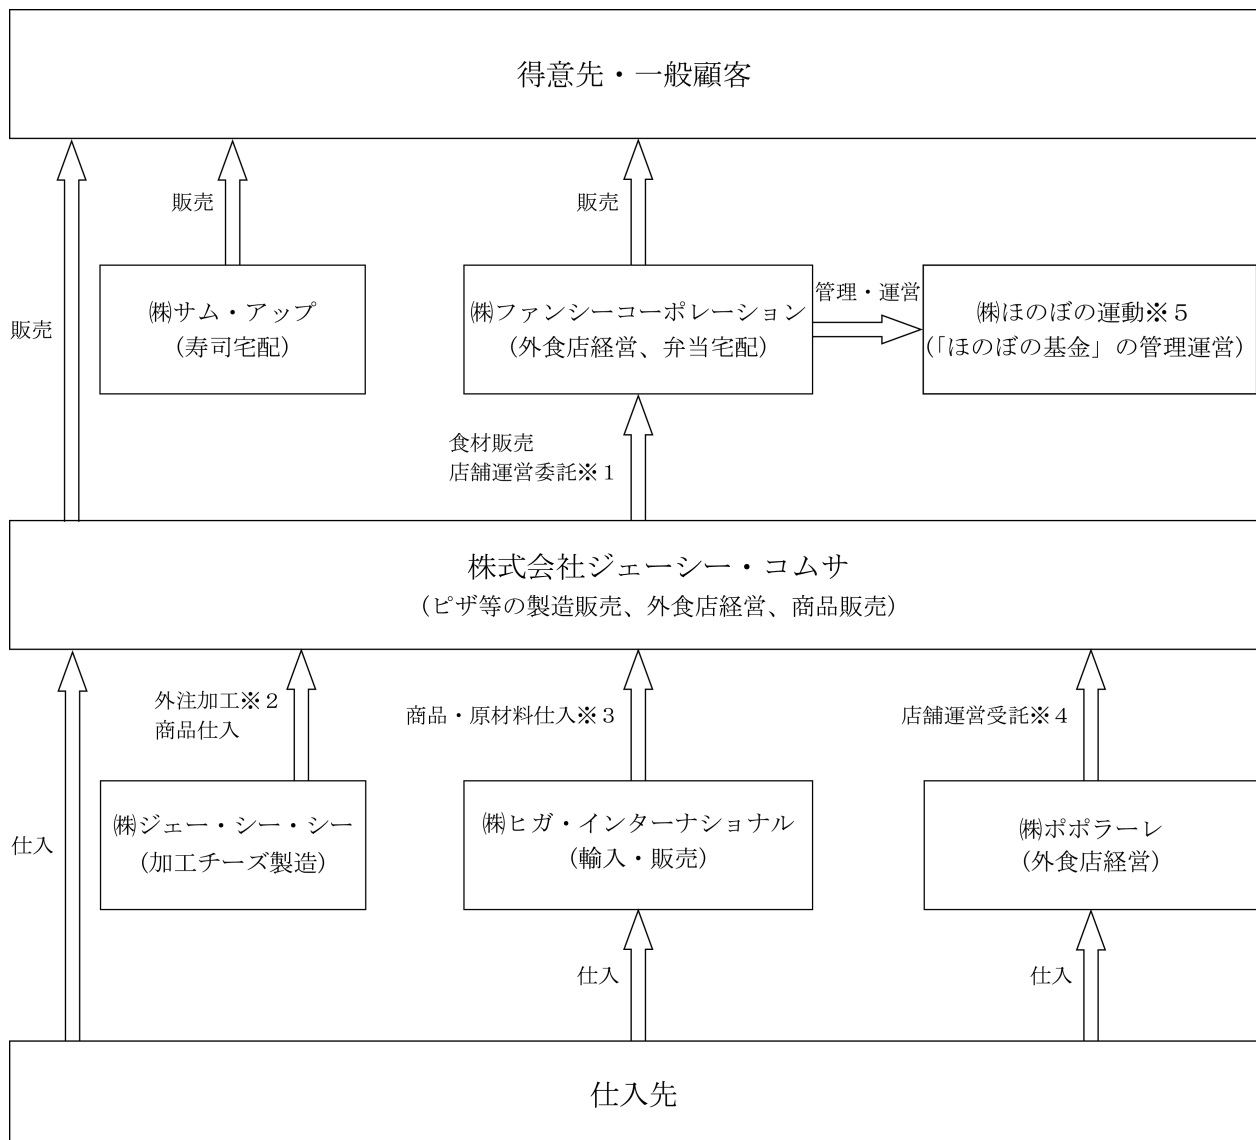 得意先・一般顧客
販売
販売
販売
㈱サム・アップ
（寿司宅配）
㈱ファンシーコーポレーション
（外食店経営、弁当宅配）
管理・運営
㈱ほのぼの運動※５
（「ほのぼの基金」の管理運営）
食材販売
店舗運営委託※１
株式会社ジェーシー・コムサ
（ピザ等の製造販売、外食店経営、商品販売）
外注加工※２
商品仕入
商品・原材料仕入※３
店舗運営受託※４
仕入
㈱ジェー・シー・シー
（加工チーズ製造）
㈱ヒガ・インターナショナル
（輸入・販売）
㈱ポポラーレ
（外食店経営）
仕入
仕入
仕入先